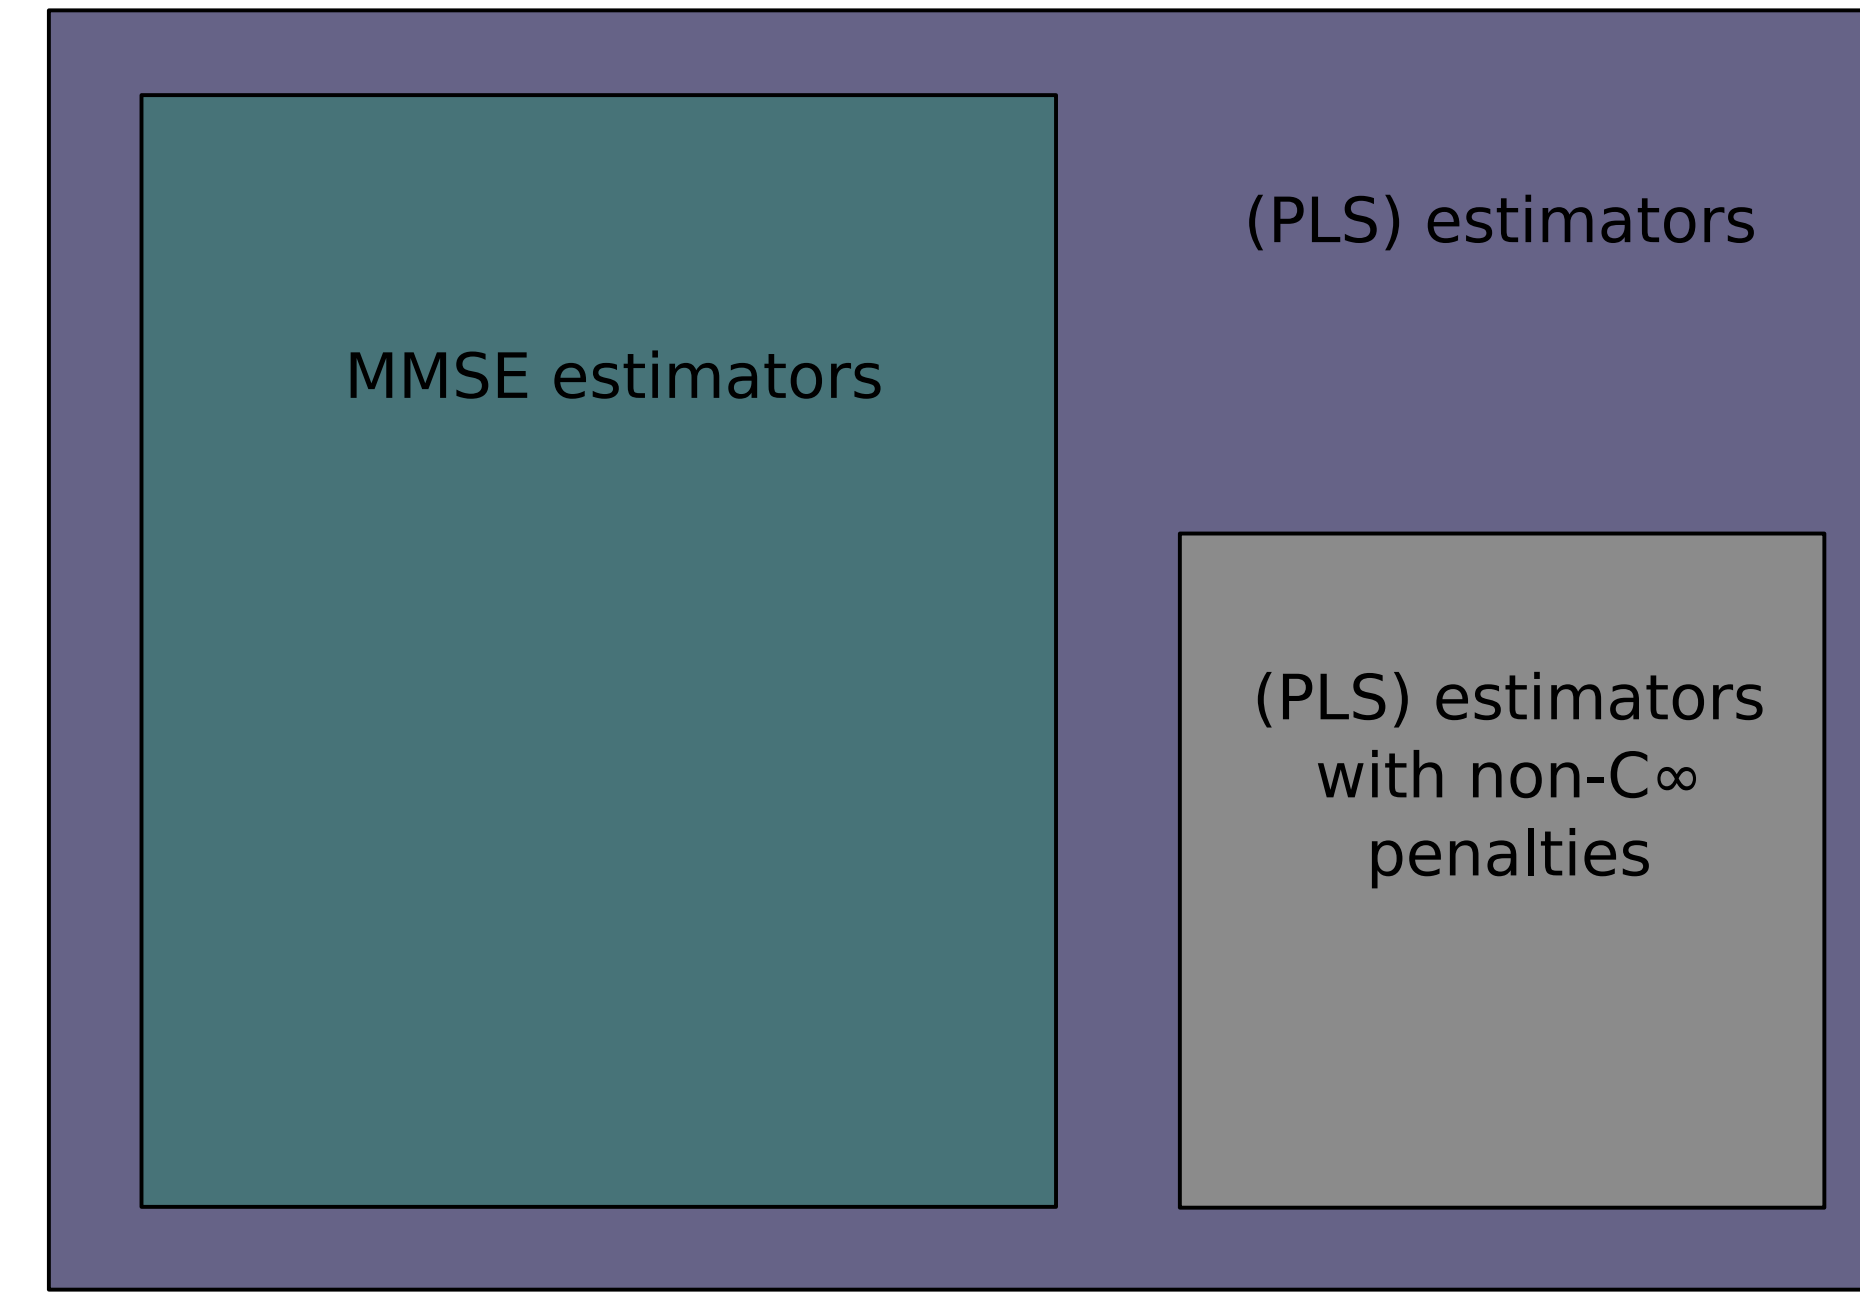 (PLS) estimators
MMSE estimators
(PLS) estimators
with non-C∞
penalties